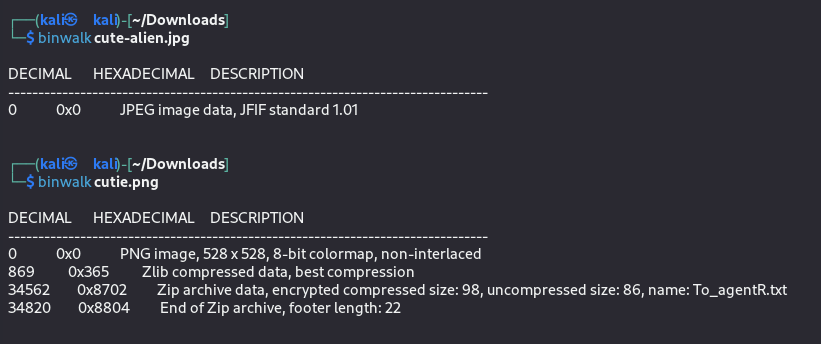 ┌──(kali㉿kali)-[~/Downloads]
└─$ binwalk cute-alien.jpg
DECIMAL HEXADECIMAL DESCRIPTION
--------------------------------------------------------------------------------
0 0x0 JPEG image data, JFIF standard 1.01
┌──(kali㉿kali)-[~/Downloads]
└─$ binwalk cutie.png
DECIMAL HEXADECIMAL DESCRIPTION
--------------------------------------------------------------------------------
0 0x0 PNG image, 528 x 528, 8-bit colormap, non-interlaced
869 0x365 Zlib compressed data, best compression
34562 0x8702 Zip archive data, encrypted compressed size: 98, uncompressed size: 86, name: To_agentR.txt
34820 0x8804 End of Zip archive, footer length: 22